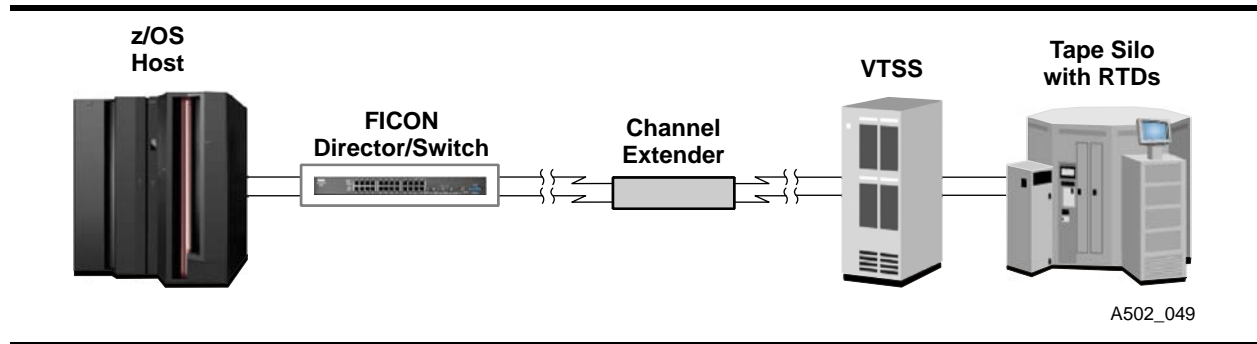 z/OS
Host
FICON
Director/Switch
Channel
Extender
VTSS
Tape Silo
with RTDs
A502_049